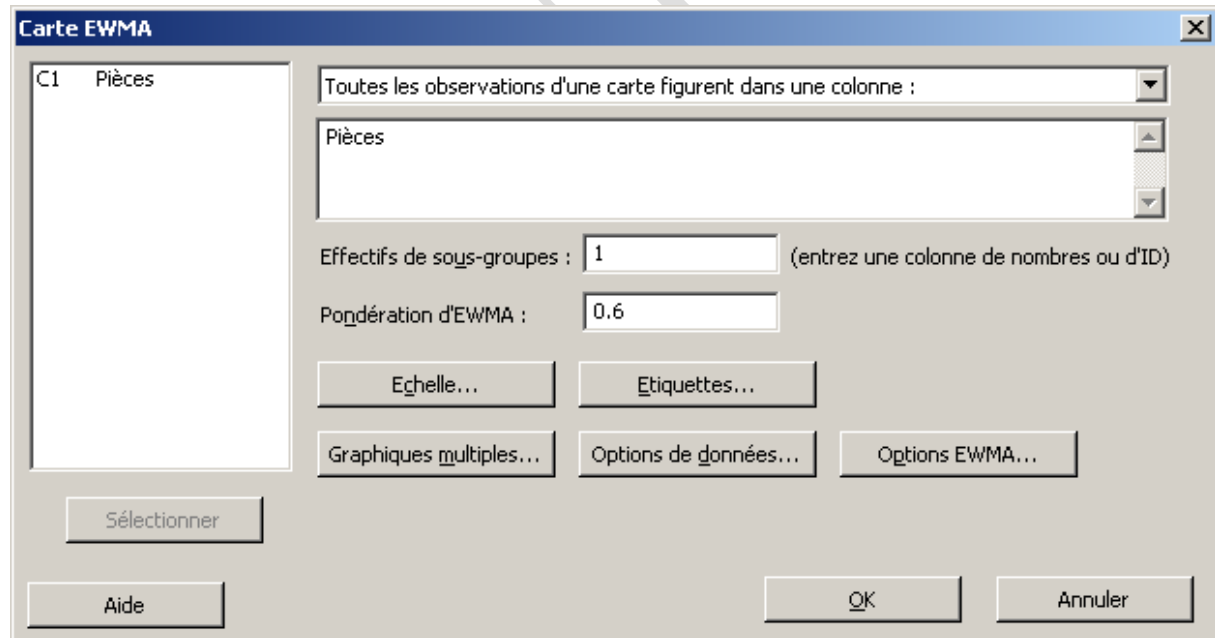 Carte EWMA
C1 Pièces
Toutes les observations d'une carte figurent dans une colonne :
Pièces
Effectifs de sous-groupes : 1 (entrez une colonne de nombres ou d'ID)
Pondération d'EWMA : 0.6
Echelle... Etiquettes...
Graphiques multiples... Options de données... Options EWMA...
Sélectionner
Aide OK Annuler